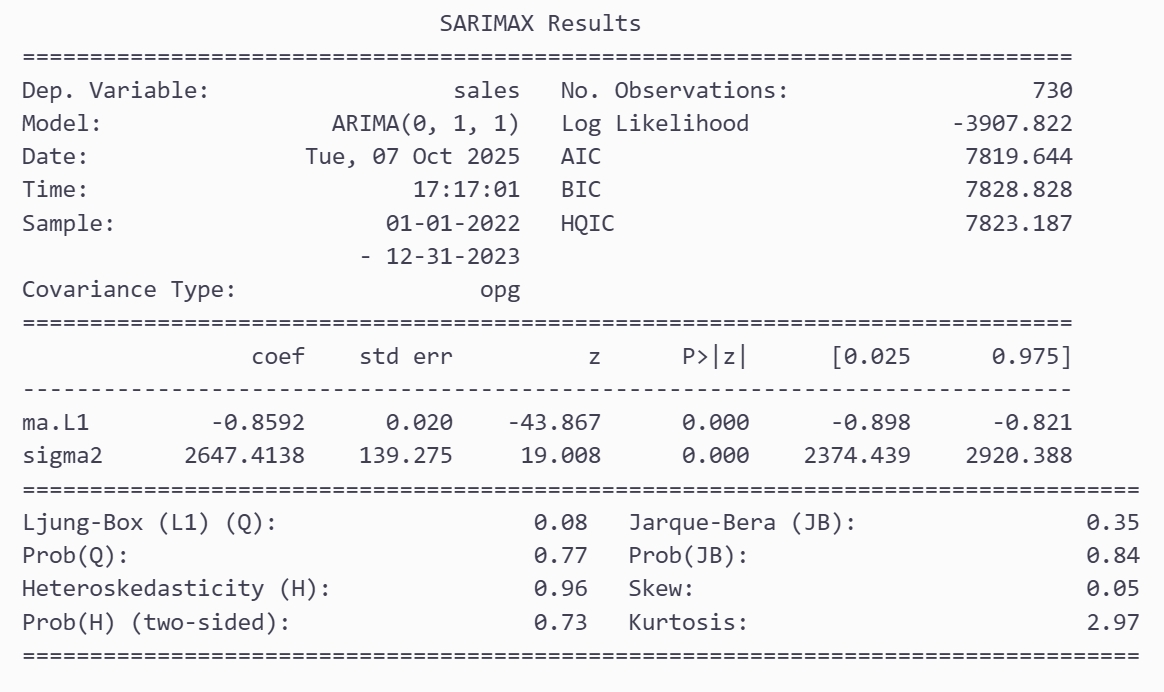 SARIMAX Results
==============================================================================
Dep. Variable:                  sales   No. Observations:                  730
Model:                 ARIMA(0, 1, 1)   Log Likelihood               -3907.822
Date:                Tue, 07 Oct 2025   AIC                           7819.644
Time:                        17:17:01   BIC                           7828.828
Sample:                    01-01-2022   HQIC                          7823.187
- 12-31-2023
Covariance Type:                  opg
==============================================================================
coef    std err          z      P>|z|      [0.025      0.975]
------------------------------------------------------------------------------
ma.L1         -0.8592      0.020    -43.867      0.000      -0.898      -0.821
sigma2      2647.4138    139.275     19.008      0.000    2374.439    2920.388
===================================================================================
Ljung-Box (L1) (Q):                   0.08   Jarque-Bera (JB):                 0.35
Prob(Q):                              0.77   Prob(JB):                         0.84
Heteroskedasticity (H):               0.96   Skew:                             0.05
Prob(H) (two-sided):                  0.73   Kurtosis:                         2.97
===================================================================================